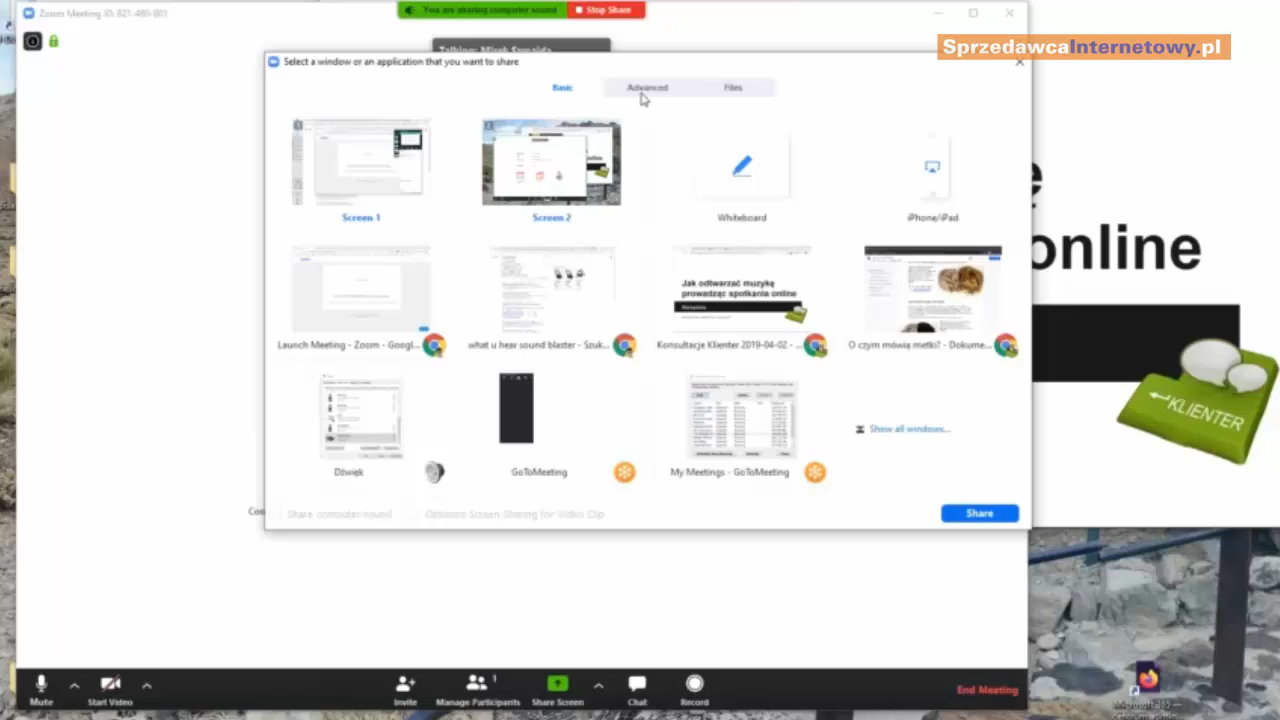 Zoom Meeting ID: 821-480-801
You are sharing computer sound
Stop Share
SprzedawcaInternetowy.pl
Talking: Mirek Sarezida
Select a window or an application that you want to share
Basic
Advanced
Files
Screen 1
Screen 2
Whiteboard
iPhone/iPad
online
Jak odtwarzać muzykę
prowadząc spotkania online
Launch Meeting - Zoom - Googl...
what u hear sound blaster - Szuk...
Konsultacje Klienter 2019-04-02 - ...
O czym mówią metki? - Dokume...
KLIENTER
Show all windows...
Dźwięk
GoToMeeting
My Meetings - GoToMeeting
Share computer sound
Optimize Screen Sharing for Video Clip
Share
Mute
Start Video
Invite
1
Manage Participants
Share Screen
Chat
Record
End Meeting